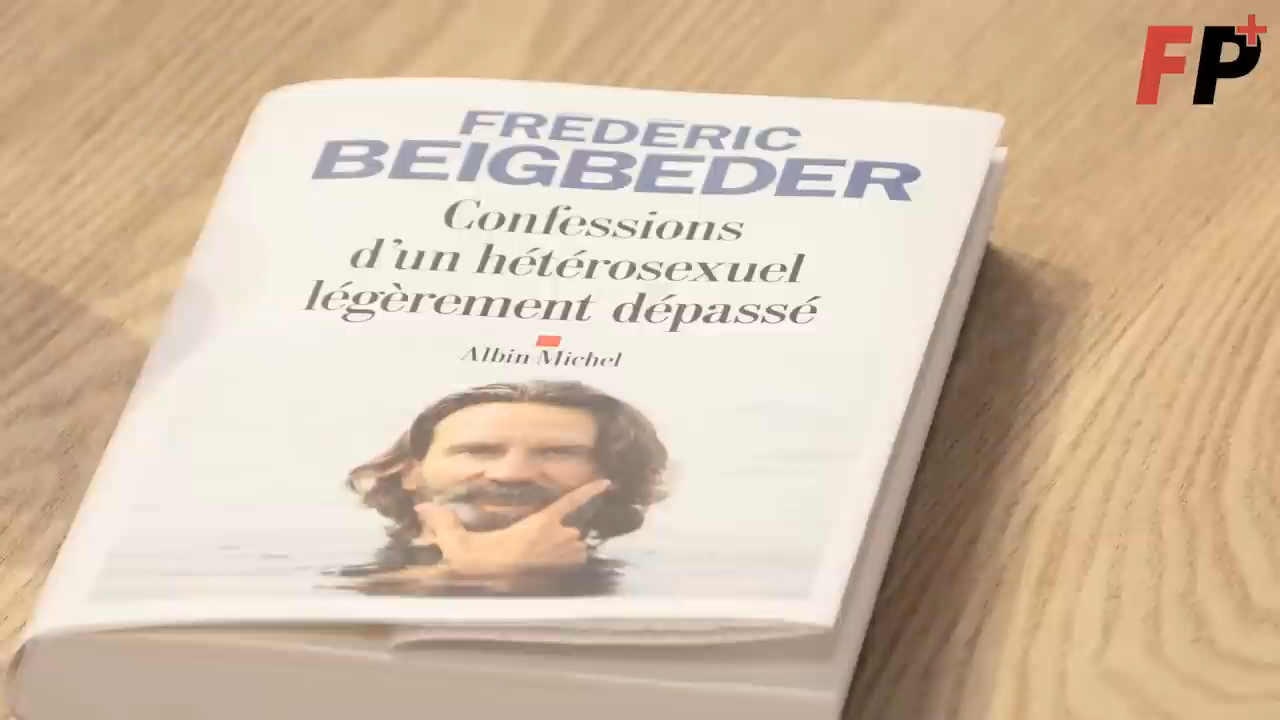 FP+
FREDERIC
BEIGBEDER
Confessions
d'un hétérosexuel
légèrement dépassé
Albin Michel